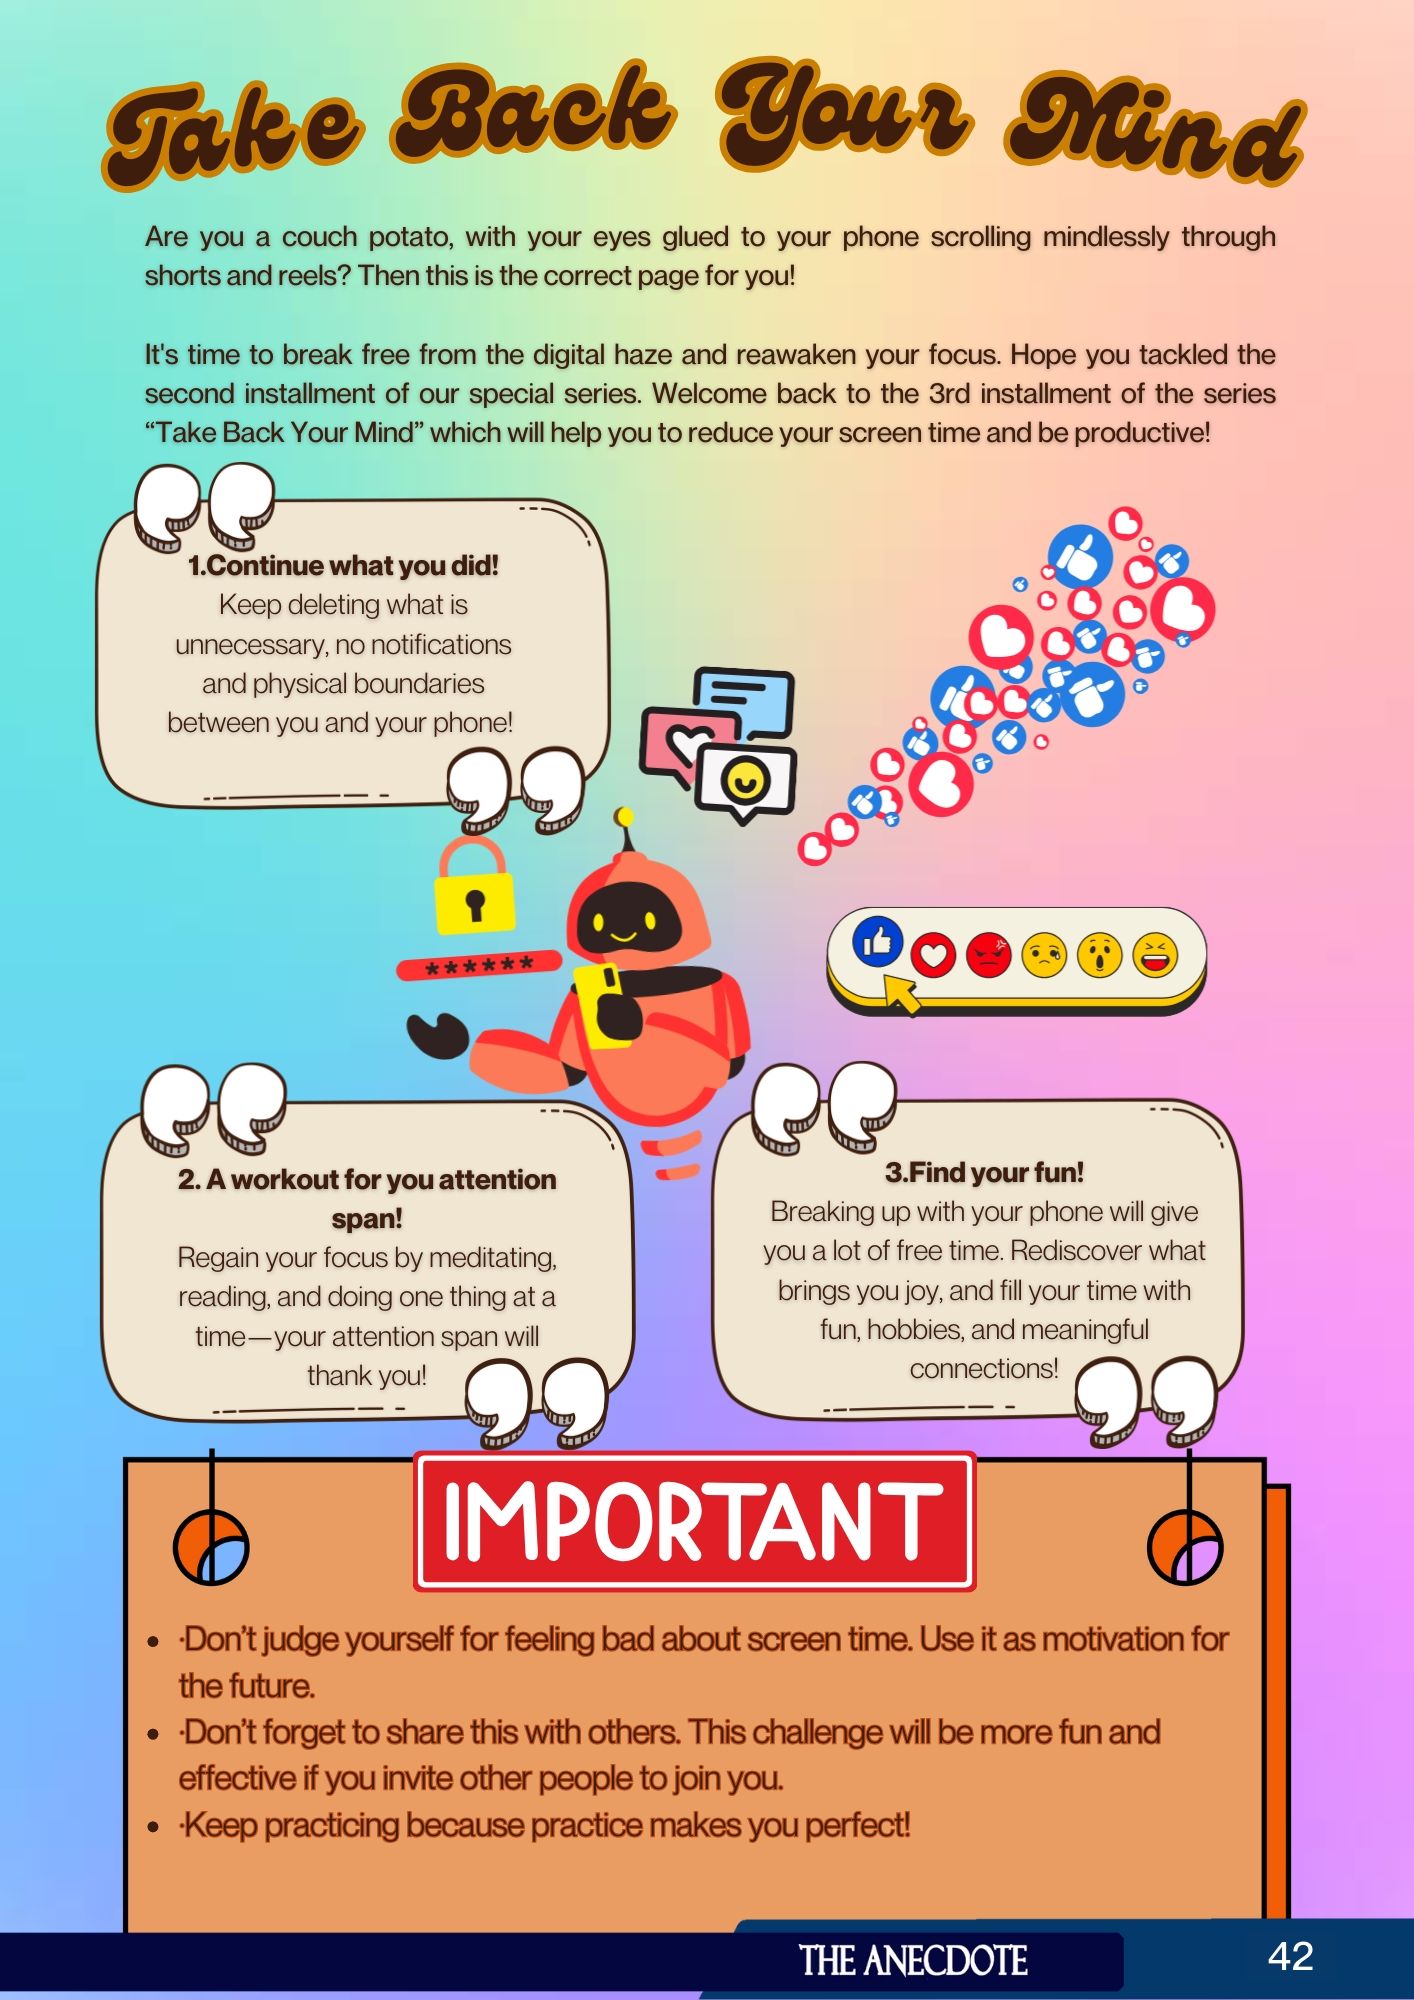 Take Back Your Mind
Are you a couch potato, with your eyes glued to your phone scrolling mindlessly through
shorts and reels? Then this is the correct page for you!
It's time to break free from the digital haze and reawaken your focus. Hope you tackled the
second installment of our special series. Welcome back to the 3rd installment of the series
“Take Back Your Mind” which will help you to reduce your screen time and be productive!
1.Continue what you did!
Keep deleting what is
unnecessary, no notifications
and physical boundaries
between you and your phone!
******
2. A workout for you attention
span!
Regain your focus by meditating,
reading, and doing one thing at a
time—your attention span will
thank you!
3.Find your fun!
Breaking up with your phone will give
you a lot of free time. Rediscover what
brings you joy, and fill your time with
fun, hobbies, and meaningful
connections!
IMPORTANT
• ·Don’t judge yourself for feeling bad about screen time. Use it as motivation for
the future.
• ·Don’t forget to share this with others. This challenge will be more fun and
effective if you invite other people to join you.
• ·Keep practicing because practice makes you perfect!
THE ANECDOTE
42